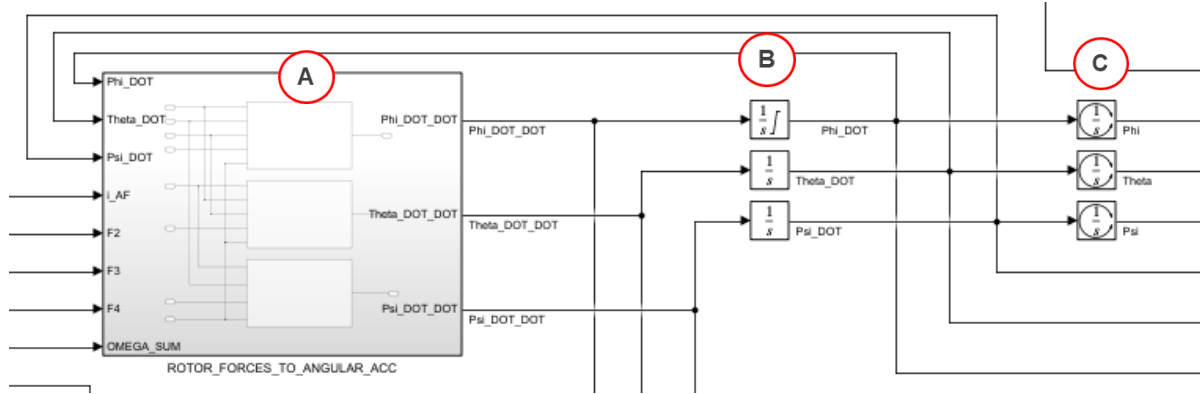 A
B
C
Phi_DOT
Theta_DOT
Psi_DOT
i_AF
F2
F3
F4
OMEGA_SUM
Phi_DOT_DOT
Theta_DOT_DOT
Psi_DOT_DOT
ROTOR_FORCES_TO_ANGULAR_ACC
Phi_DOT_DOT
Theta_DOT_DOT
Psi_DOT_DOT
1
s
Phi_DOT
1
s
Theta_DOT
1
s
Psi_DOT
1
s
Phi
1
s
Theta
1
s
Psi